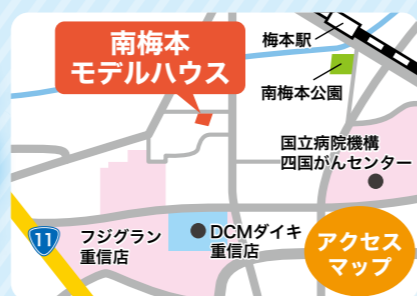 南梅本
モデルハウス
梅本駅
南梅本公園
国立病院機構
四国がんセンター
11
フジグラン
重信店
DCMダイキ
重信店
アクセス
マップ